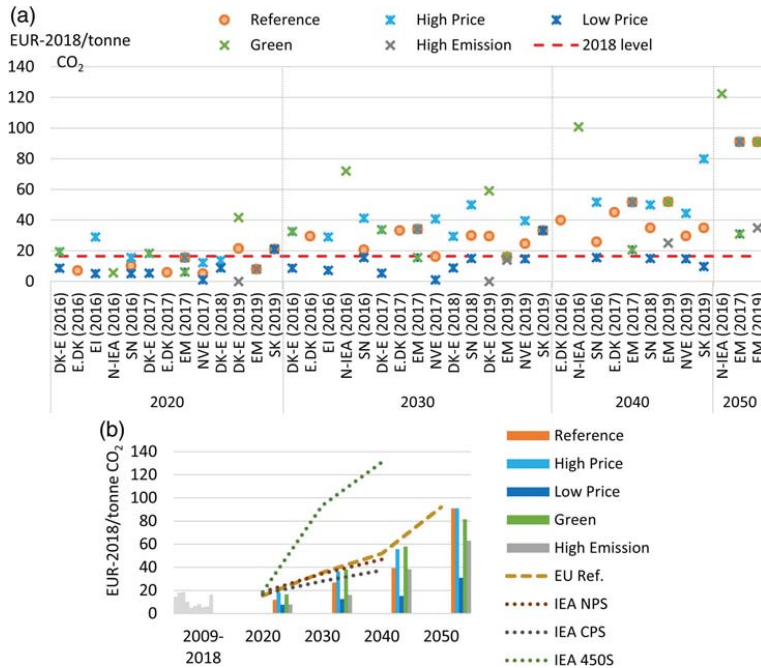 (a)
Reference
High Price
Low Price
EUR-2018/tonne
CO2
Green
High Emission
2018 level
140
120
100
80
60
40
20
0
DK-E (2016)
E.DK (2016)
EI (2016)
N-IEA (2016)
SN (2016)
DK-E (2017)
E.DK (2017)
EM (2017)
NVE (2017)
DK-E (2018)
DK-E (2019)
EM (2019)
SK (2019)
DK-E (2016)
E.DK (2016)
EI (2016)
N-IEA (2016)
SN (2016)
DK-E (2017)
E.DK (2017)
EM (2017)
NVE (2017)
DK-E (2018)
SN (2018)
DK-E (2019)
EM (2019)
NVE (2019)
SK (2019)
E.DK (2016)
N-IEA (2016)
SN (2016)
E.DK (2017)
EM (2017)
SN (2018)
EM (2019)
NVE (2019)
SK (2019)
N-IEA (2016)
EM (2017)
EM (2019)
2020
2030
2040
2050
(b)
EUR-2018/tonne CO2
140
120
100
80
60
40
20
0
2009-
2018
2020
2030
2040
2050
Reference
High Price
Low Price
Green
High Emission
EU Ref.
IEA NPS
IEA CPS
IEA 450S